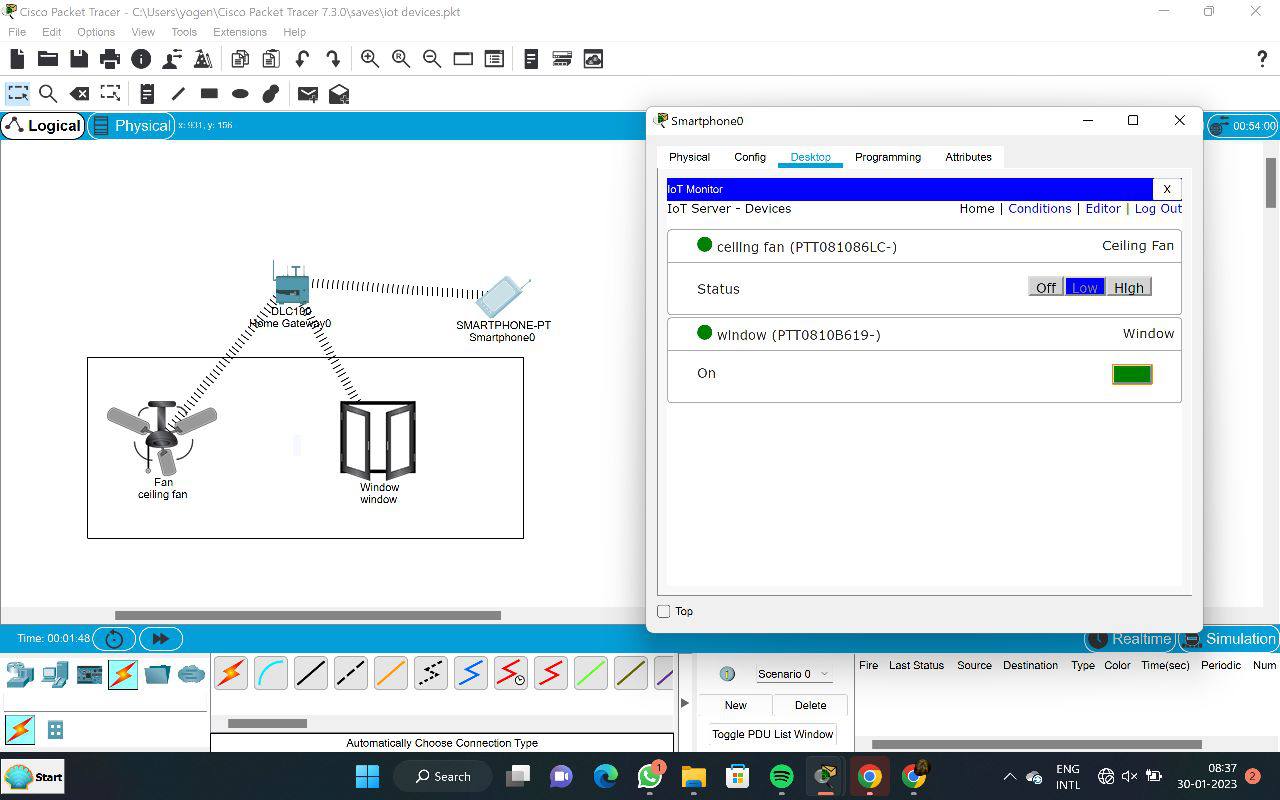 Cisco Packet Tracer - C:\Users\yogen\Cisco Packet Tracer 7.3.0\saves\iot devices.pkt
File Edit Options View Tools Extensions Help
Logical Physical x: 931, y: 156
00:54:00
DLC100
Home Gateway0
SMARTPHONE-PT
Smartphone0
Fan
ceiling fan
Window
window
Smartphone0
Physical Config Desktop Programming Attributes
IoT Monitor X
IoT Server - Devices Home | Conditions | Editor | Log Out
ceiling fan (PTT081086LC-) Ceiling Fan
Status Off Low High
window (PTT0810B619-) Window
On
Top
Time: 00:01:48
Realtime Simulation
Automatically Choose Connection Type
Scenario 0
New Delete
Toggle PDU List Window
Fire Last Status Source Destination Type Color Time(sec) Periodic Num
Start
Search
1
ENG
INTL
08:37
30-01-2023
2